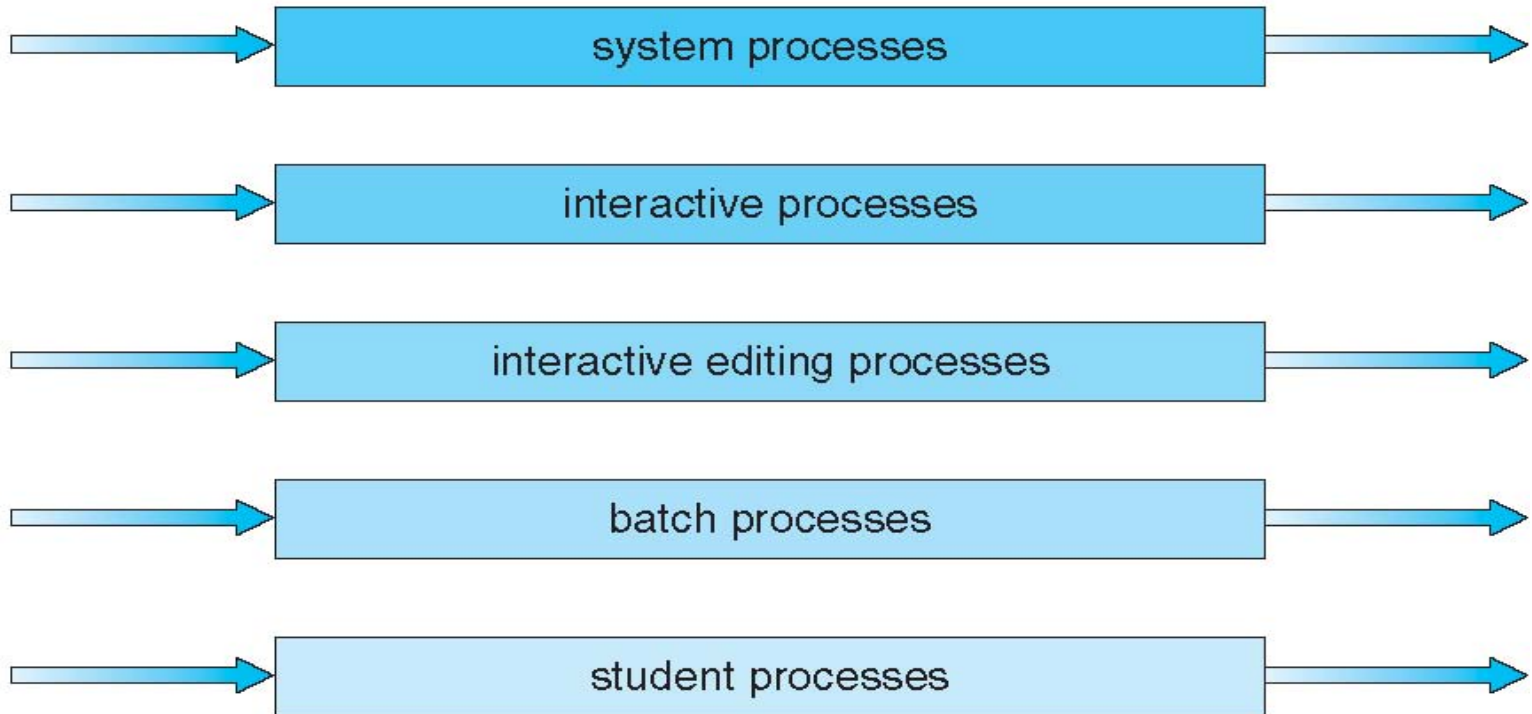 system processes
interactive processes
interactive editing processes
batch processes
student processes